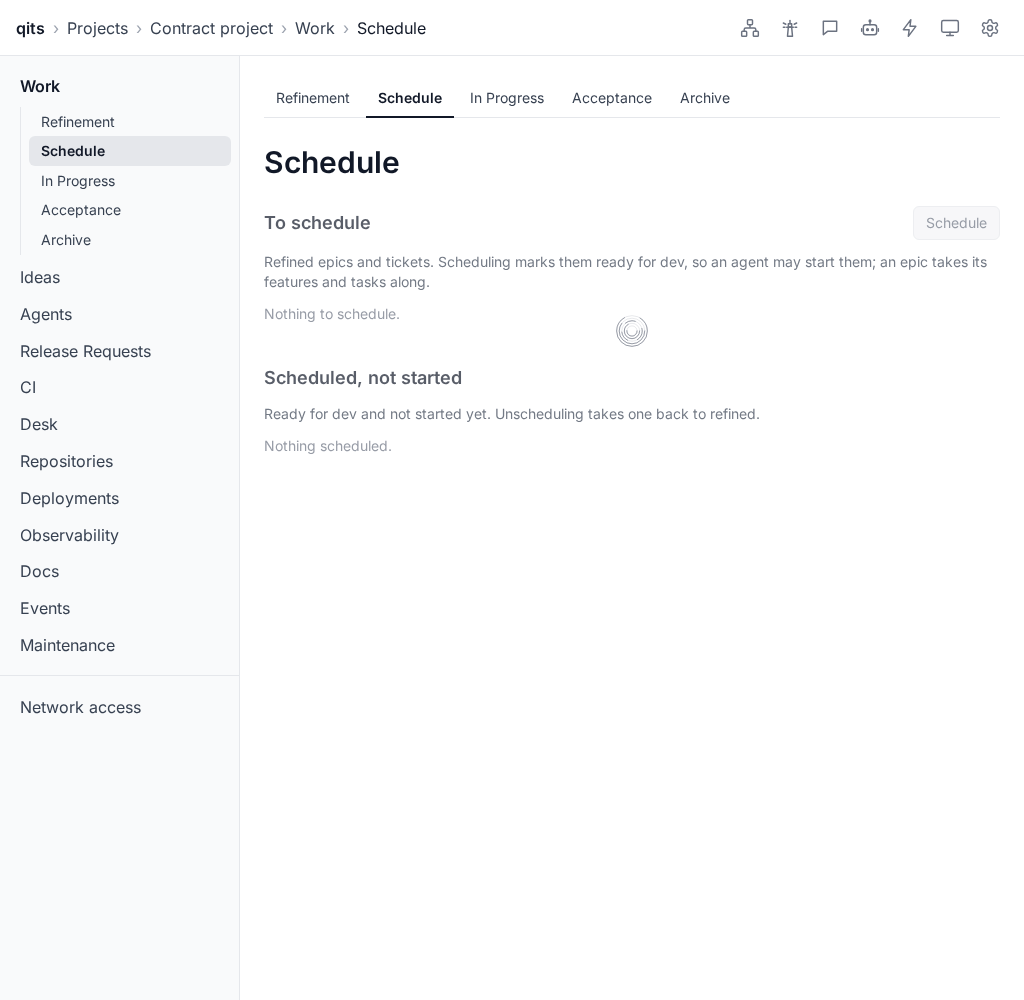 qits › Projects › Contract project › Work › Schedule
Work
Refinement
Schedule
In Progress
Acceptance
Archive
Ideas
Agents
Release Requests
CI
Desk
Repositories
Deployments
Observability
Docs
Events
Maintenance
Network access
Refinement Schedule In Progress Acceptance Archive
Schedule
To schedule
Schedule
Refined epics and tickets. Scheduling marks them ready for dev, so an agent may start them; an epic takes its
features and tasks along.
Nothing to schedule.
Scheduled, not started
Ready for dev and not started yet. Unscheduling takes one back to refined.
Nothing scheduled.